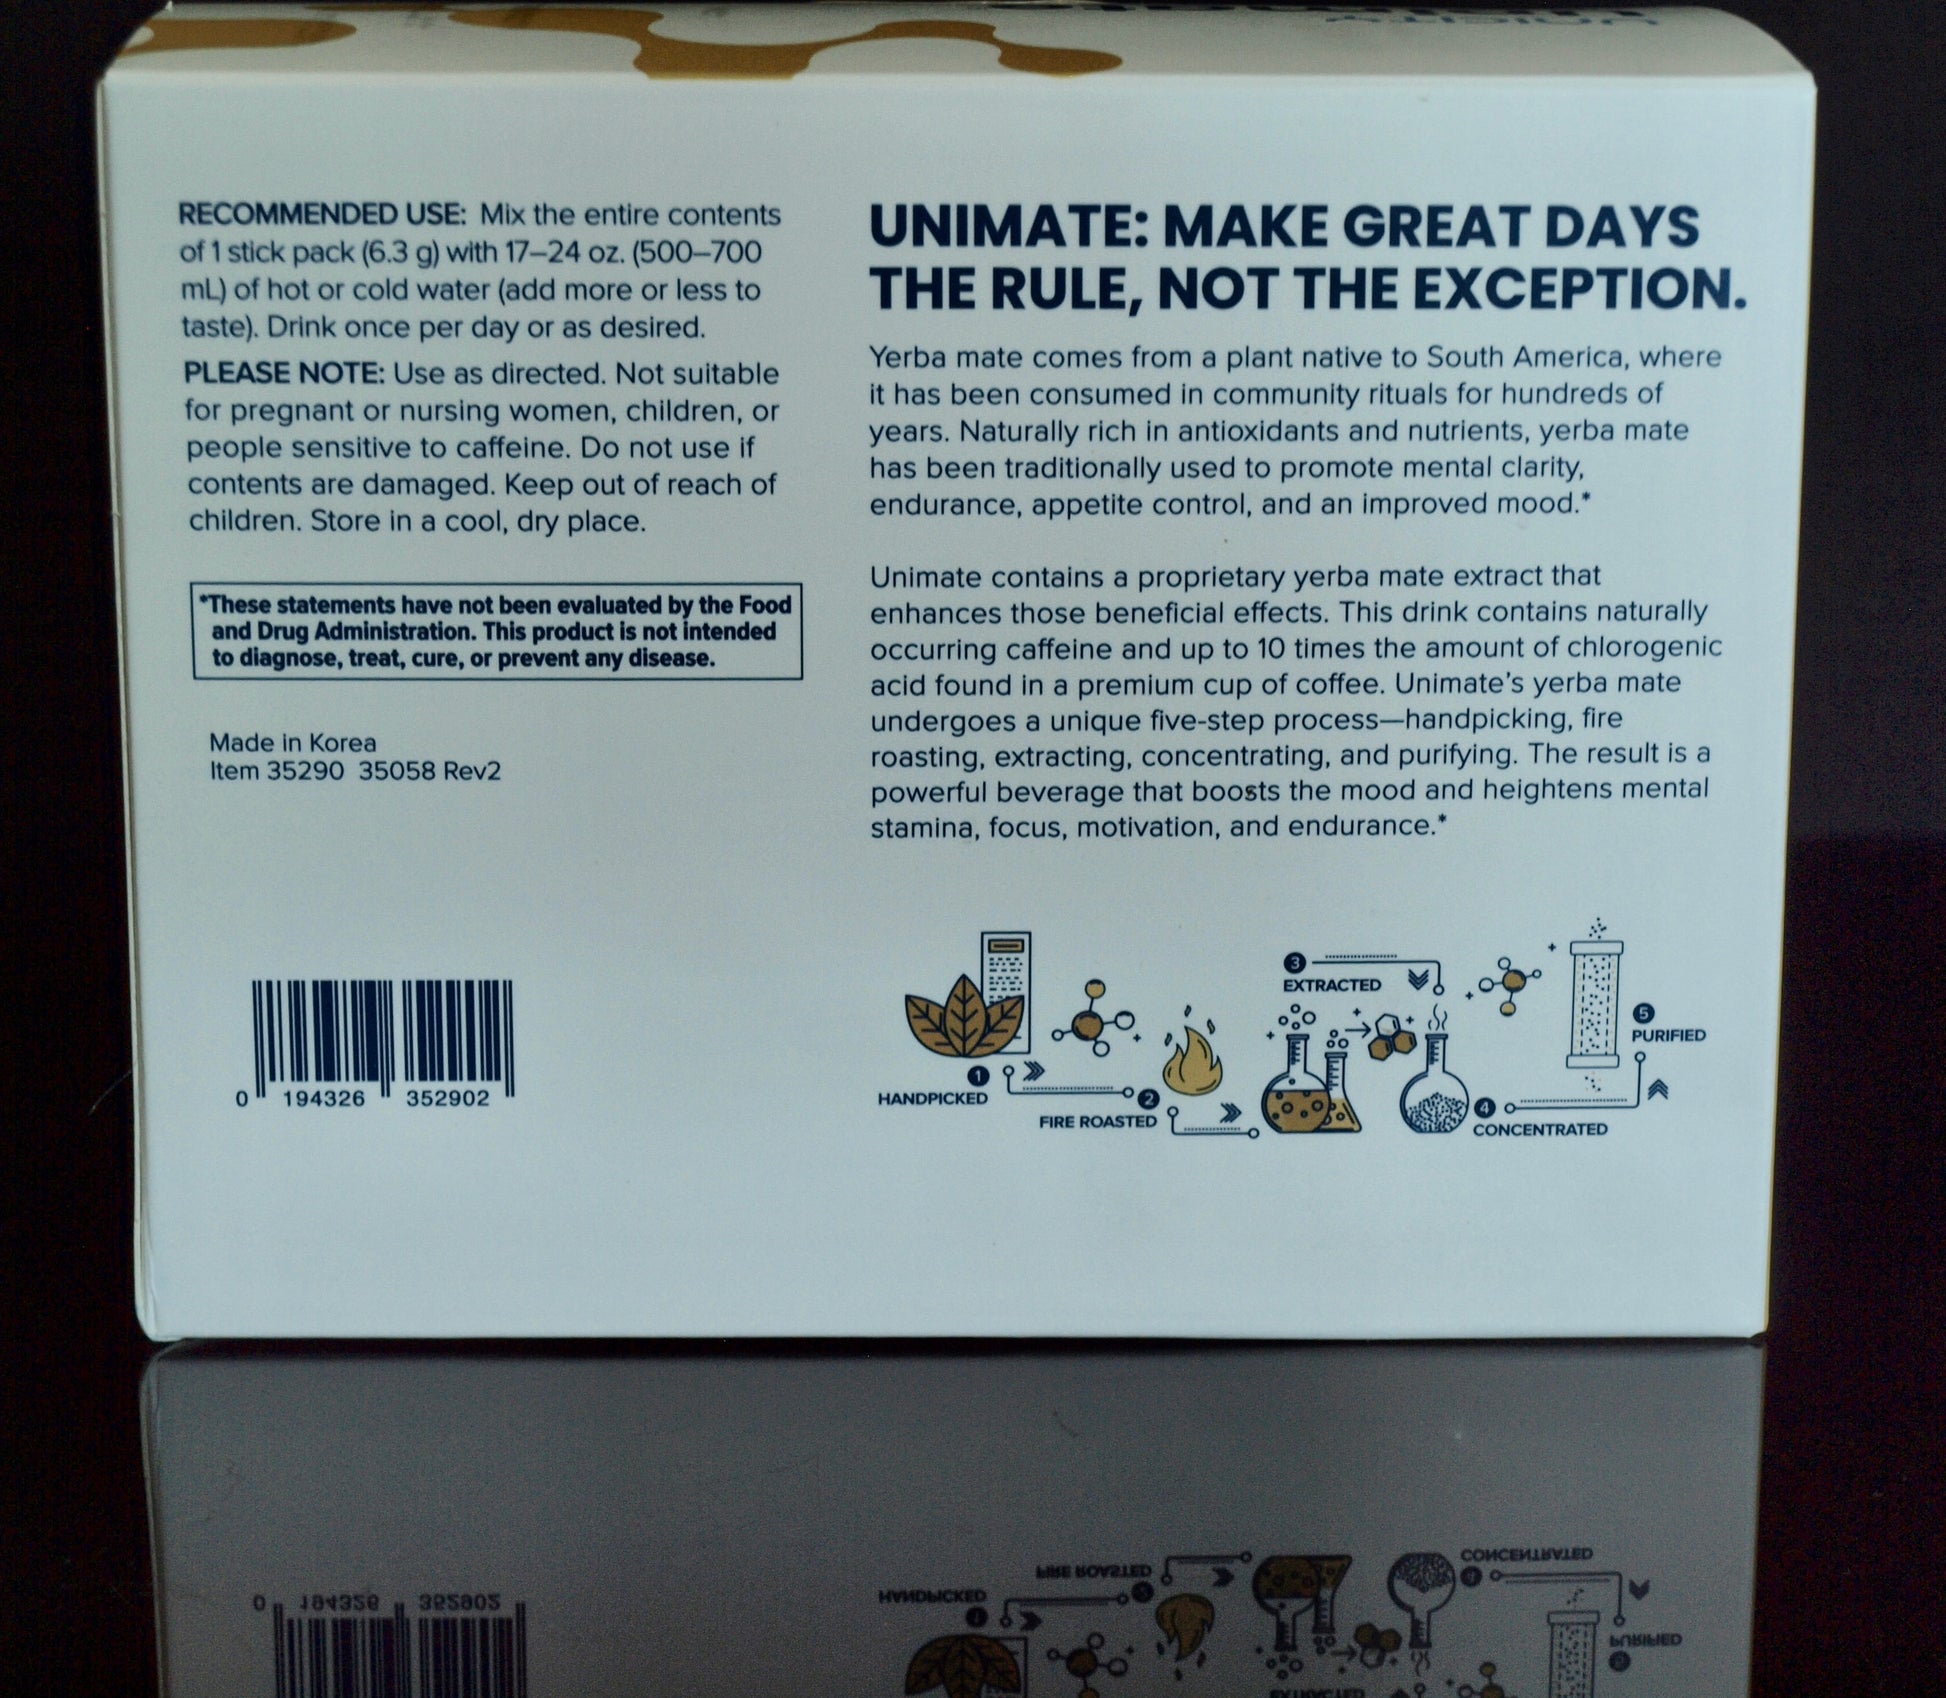 UNICITY
RECOMMENDED USE: Mix the entire contents
of 1 stick pack (6.3 g) with 17–24 oz. (500–700
mL) of hot or cold water (add more or less to
taste). Drink once per day or as desired.
PLEASE NOTE: Use as directed. Not suitable
for pregnant or nursing women, children, or
people sensitive to caffeine. Do not use if
contents are damaged. Keep out of reach of
children. Store in a cool, dry place.
*These statements have not been evaluated by the Food
and Drug Administration. This product is not intended
to diagnose, treat, cure, or prevent any disease.
Made in Korea
Item 35290 35058 Rev2
0 194326 352902
UNIMATE: MAKE GREAT DAYS
THE RULE, NOT THE EXCEPTION.
Yerba mate comes from a plant native to South America, where
it has been consumed in community rituals for hundreds of
years. Naturally rich in antioxidants and nutrients, yerba mate
has been traditionally used to promote mental clarity,
endurance, appetite control, and an improved mood.*
Unimate contains a proprietary yerba mate extract that
enhances those beneficial effects. This drink contains naturally
occurring caffeine and up to 10 times the amount of chlorogenic
acid found in a premium cup of coffee. Unimate's yerba mate
undergoes a unique five-step process—handpicking, fire
roasting, extracting, concentrating, and purifying. The result is a
powerful beverage that boosts the mood and heightens mental
stamina, focus, motivation, and endurance.*
1
HANDPICKED
2
FIRE ROASTED
3
EXTRACTED
4
CONCENTRATED
5
PURIFIED